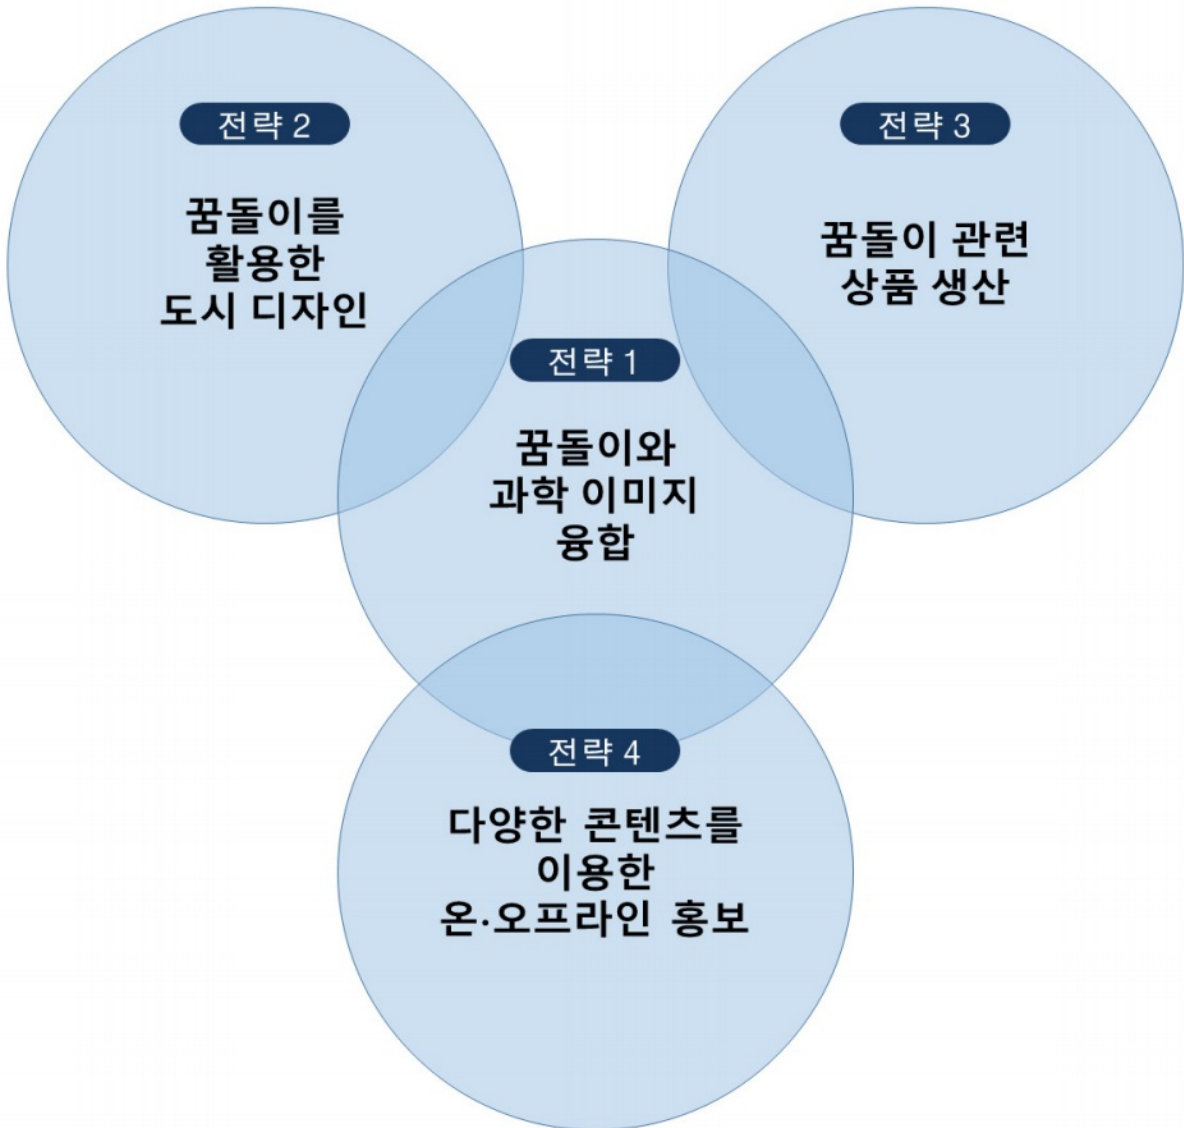 전략 2
꿈돌이를
활용한
도시 디자인
전략 3
꿈돌이 관련
상품 생산
전략 1
꿈돌이와
과학 이미지
융합
전략 4
다양한 콘텐츠를
이용한
온·오프라인 홍보